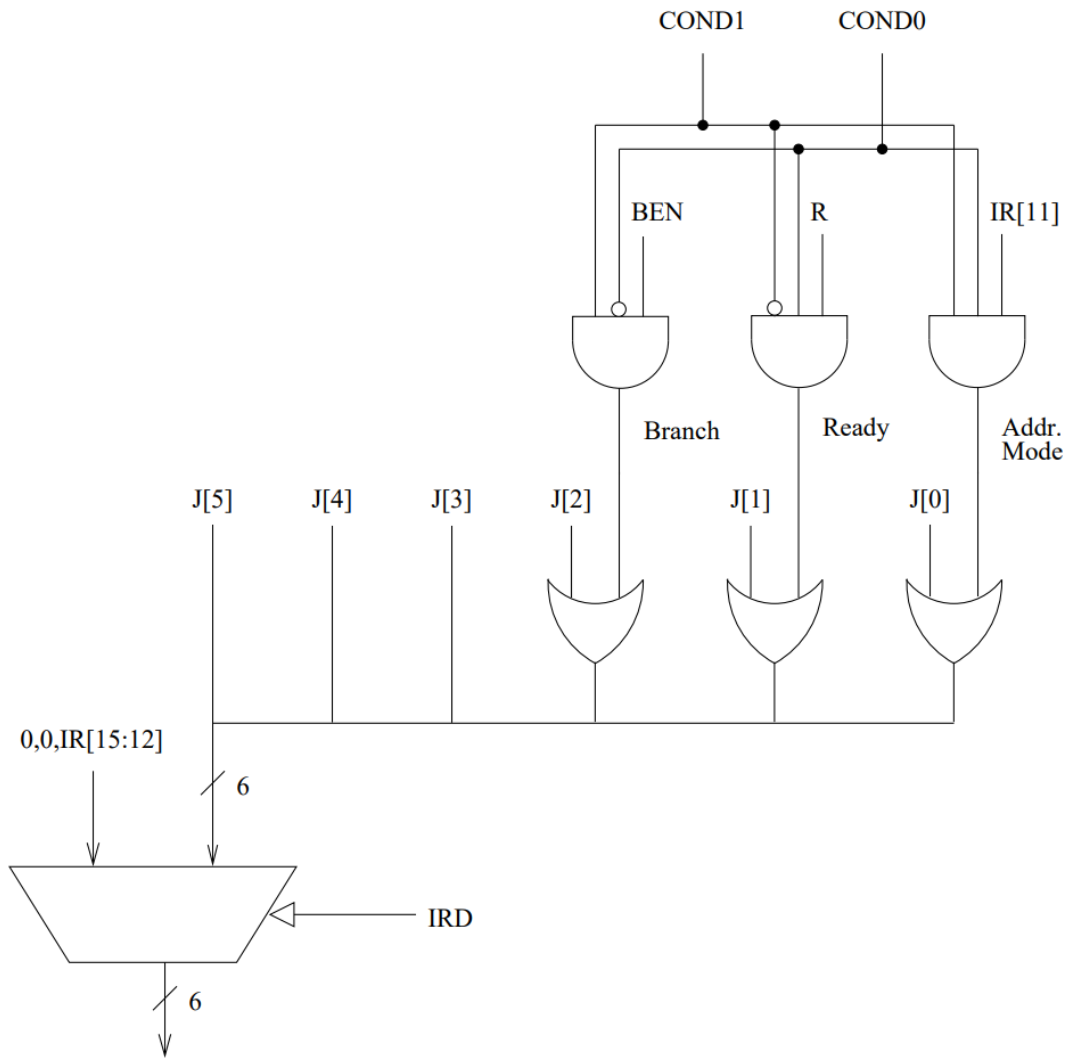 COND1
COND0
BEN
R
IR[11]
Branch
Ready
Addr.
Mode
J[5]
J[4]
J[3]
J[2]
J[1]
J[0]
0,0,IR[15:12]
6
IRD
6